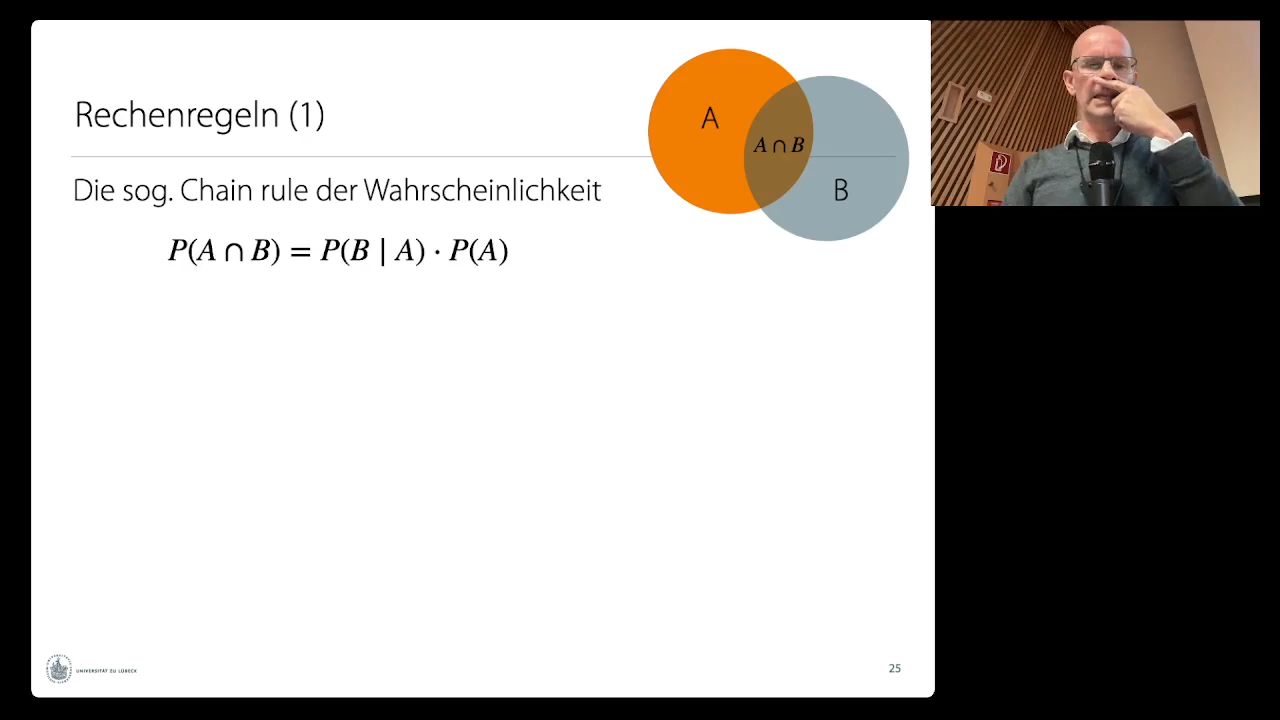 Rechenregeln (1)
A
A ∩ B
B
Die sog. Chain rule der Wahrscheinlichkeit
P(A ∩ B) = P(B | A) · P(A)
UNIVERSITÄT ZU LÜBECK
25